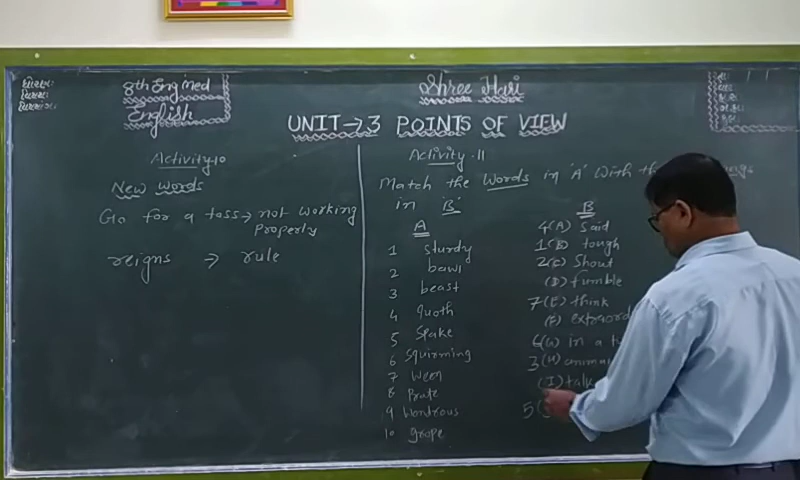 ધોરણઃ
વિષયઃ
8th Eng Med
English
Shree Hari
UNIT→3 POINTS OF VIEW
Activity.10
New words
Go for a toss → not working
Properly
reigns → rule
Activity.11
Match the Words in 'A' With
in 'B'
A
1 sturdy
2 bawl
3 beast
4 quoth
5 Spake
6 Squirming
7 Ween
8 Prate
9 Wondrous
10 grope
B
4(A) Said
1(B) tough
2(C) Shout
(D) fumble
7(E) think
(F) extraord
6(G) in a
3(H)
(I) talk
5